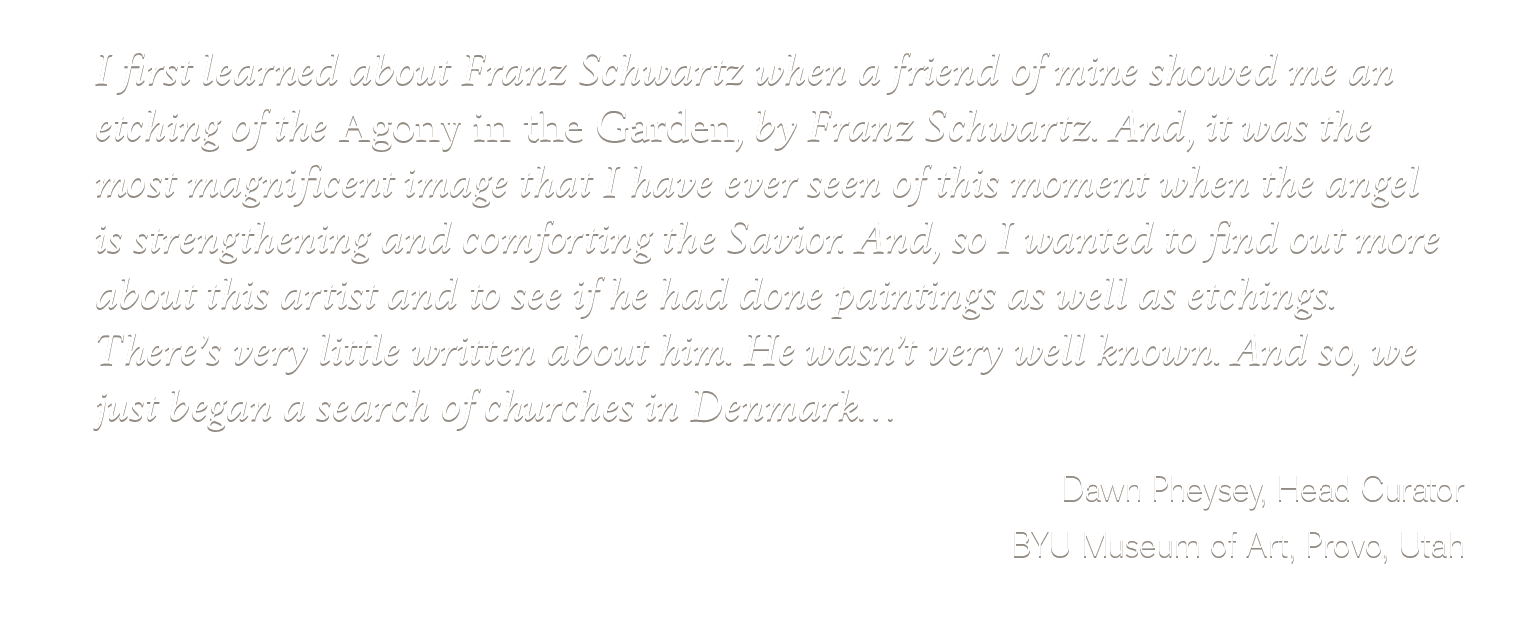 I first learned about Franz Schwartz when a friend of mine showed me an
etching of the Agony in the Garden, by Franz Schwartz. And, it was the
most magnificent image that I have ever seen of this moment when the angel
is strengthening and comforting the Savior. And, so I wanted to find out more
about this artist and to see if he had done paintings as well as etchings.
There’s very little written about him. He wasn’t very well known. And so, we
just began a search of churches in Denmark…
Dawn Pheysey, Head Curator
BYU Museum of Art, Provo, Utah